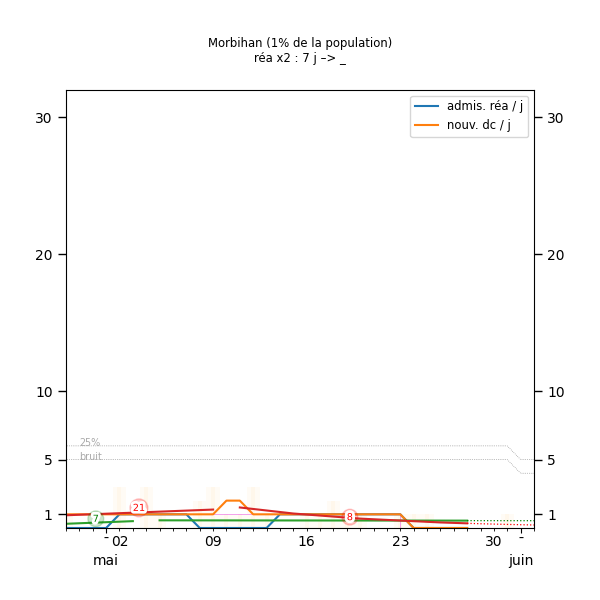 Morbihan (1% de la population)
réa x2 : 7 j –> _
admis. réa / j
nouv. dc / j
30 30
20 20
10 10
25%
bruit
5 5
21
7
8
1 1
- 02 09 16 23 30 -
mai juin